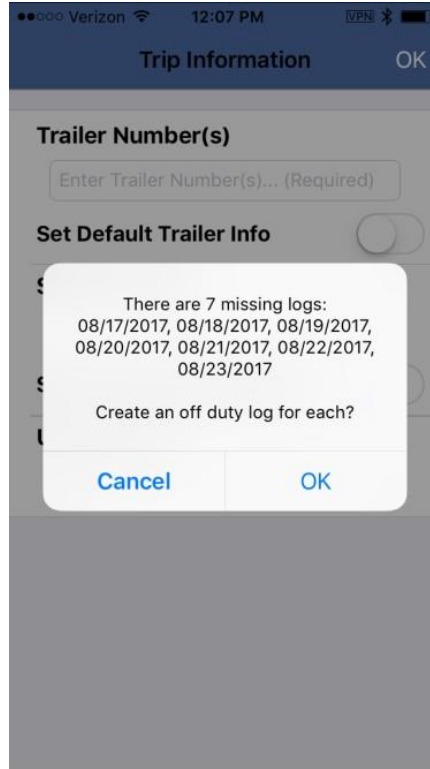 Verizon 12:07 PM VPN
Trip Information OK
Trailer Number(s)
Enter Trailer Number(s)... (Required)
Set Default Trailer Info
S
There are 7 missing logs:
08/17/2017, 08/18/2017, 08/19/2017,
08/20/2017, 08/21/2017, 08/22/2017,
08/23/2017
S
Create an off duty log for each?
U
Cancel OK